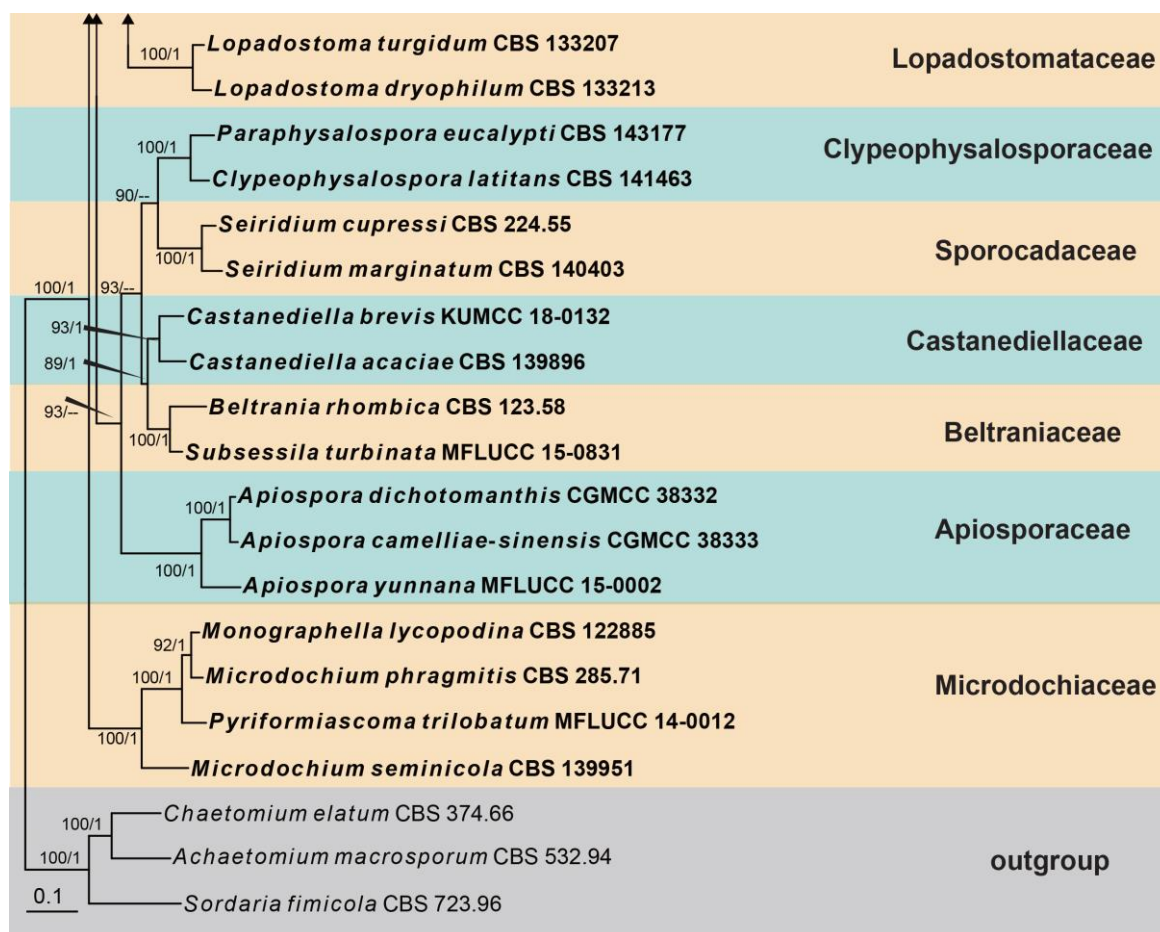 100/1
Lopadostoma turgidum CBS 133207
Lopadostoma dryophilum CBS 133213
Lopadostomataceae
100/1
Paraphysalospora eucalypti CBS 143177
Clypeophysalospora latitans CBS 141463
Clypeophysalosporaceae
90/--
100/1
Seiridium cupressi CBS 224.55
Seiridium marginatum CBS 140403
Sporocadaceae
100/1
93/--
93/1
Castanediella brevis KUMCC 18-0132
Castanediella acaciae CBS 139896
Castanediellaceae
89/1
93/--
100/1
Beltrania rhombica CBS 123.58
Subsessila turbinata MFLUCC 15-0831
Beltraniaceae
100/1
Apiospora dichotomanthis CGMCC 38332
Apiospora camelliae-sinensis CGMCC 38333
Apiosporaceae
100/1
Apiospora yunnana MFLUCC 15-0002
92/1
Monographella lycopodina CBS 122885
100/1
Microdochium phragmitis CBS 285.71
Microdochiaceae
Pyriformiascoma trilobatum MFLUCC 14-0012
100/1
Microdochium seminicola CBS 139951
100/1
Chaetomium elatum CBS 374.66
100/1
Achaetomium macrosporum CBS 532.94
outgroup
0.1
Sordaria fimicola CBS 723.96